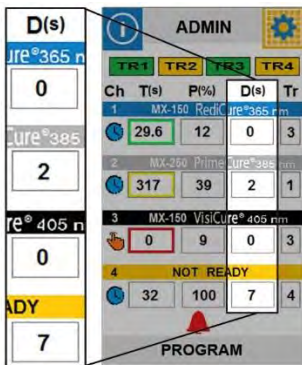 D(s)
ure®365 n
0
Cure®385
2
re® 405 n
0
ADY
7
ADMIN
TR1 TR2 TR3 TR4
Ch T(s) P(%) D(s) Tr
1 MX-150 RediCure®365 nm
29.6 12 0 3
2 MX-250 PrimeCure®385 nm
317 39 2 1
3 MX-150 VisiCure® 405 nm
0 9 0 3
4 NOT READY
32 100 7 4
PROGRAM